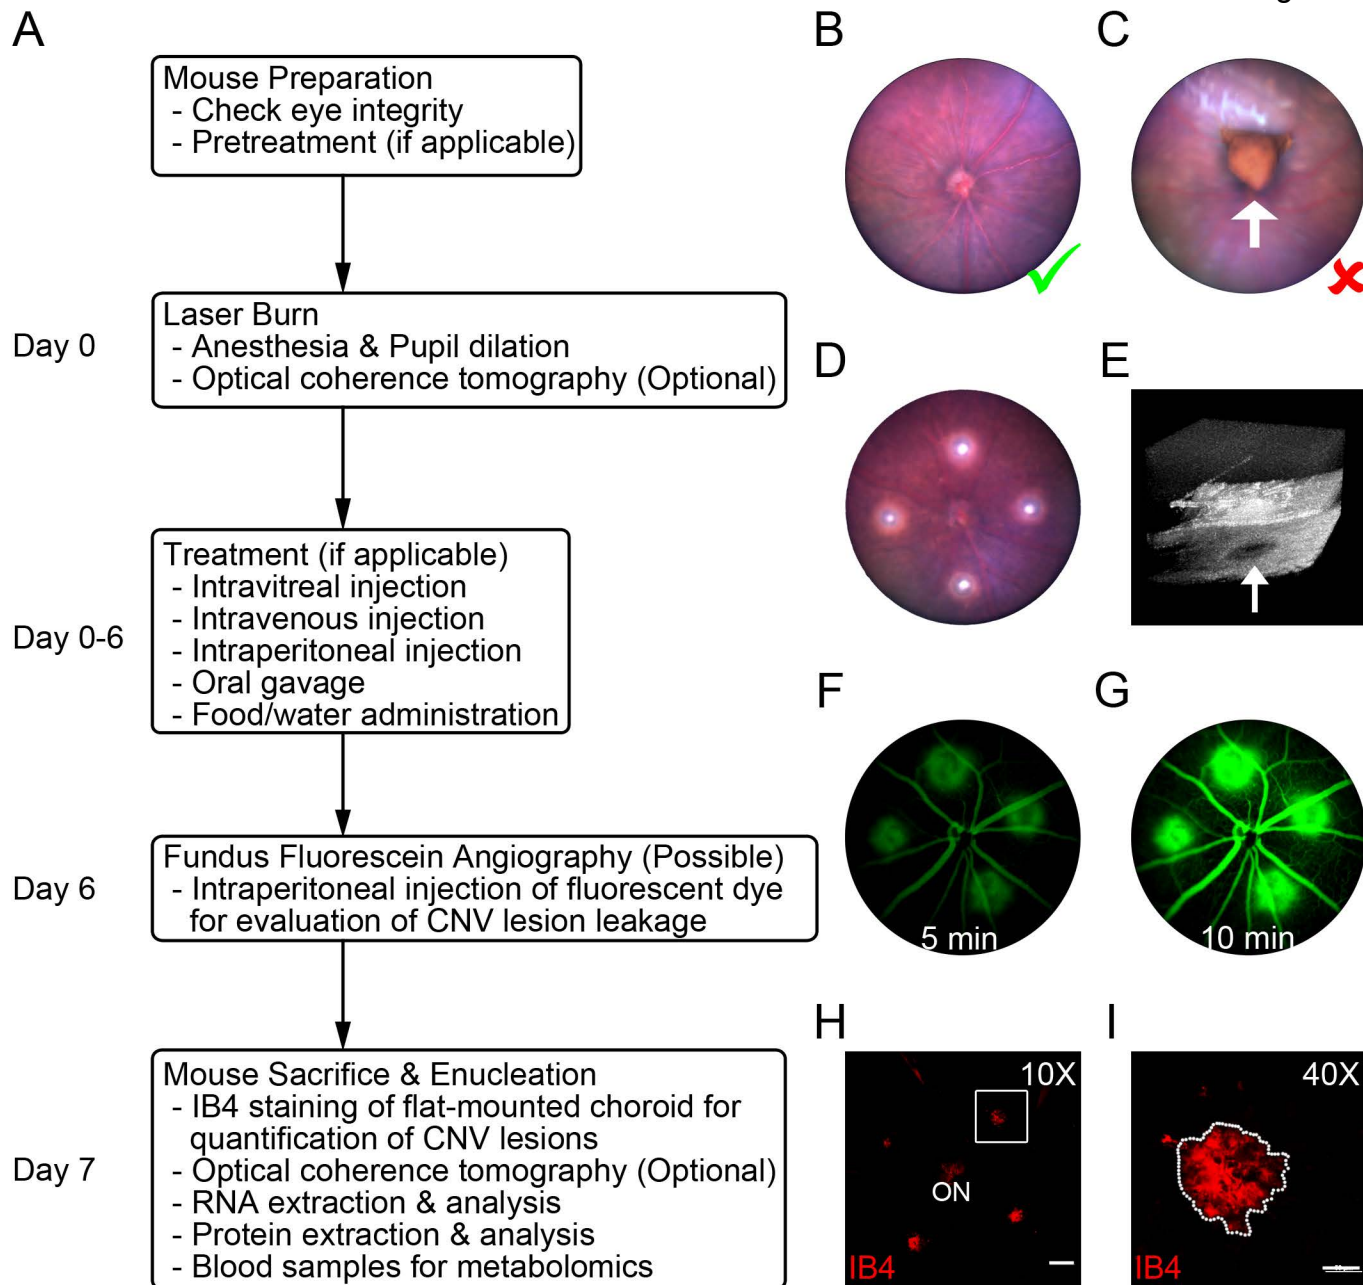 A
Mouse Preparation
- Check eye integrity
- Pretreatment (if applicable)
Day 0
Laser Burn
- Anesthesia & Pupil dilation
- Optical coherence tomography (Optional)
Day 0-6
Treatment (if applicable)
- Intravitreal injection
- Intravenous injection
- Intraperitoneal injection
- Oral gavage
- Food/water administration
Day 6
Fundus Fluorescein Angiography (Possible)
- Intraperitoneal injection of fluorescent dye
for evaluation of CNV lesion leakage
Day 7
Mouse Sacrifice & Enucleation
- IB4 staining of flat-mounted choroid for
quantification of CNV lesions
- Optical coherence tomography (Optional)
- RNA extraction & analysis
- Protein extraction & analysis
- Blood samples for metabolomics
B
C
D
E
F
5 min
G
10 min
H
10X
ON
IB4
I
40X
IB4